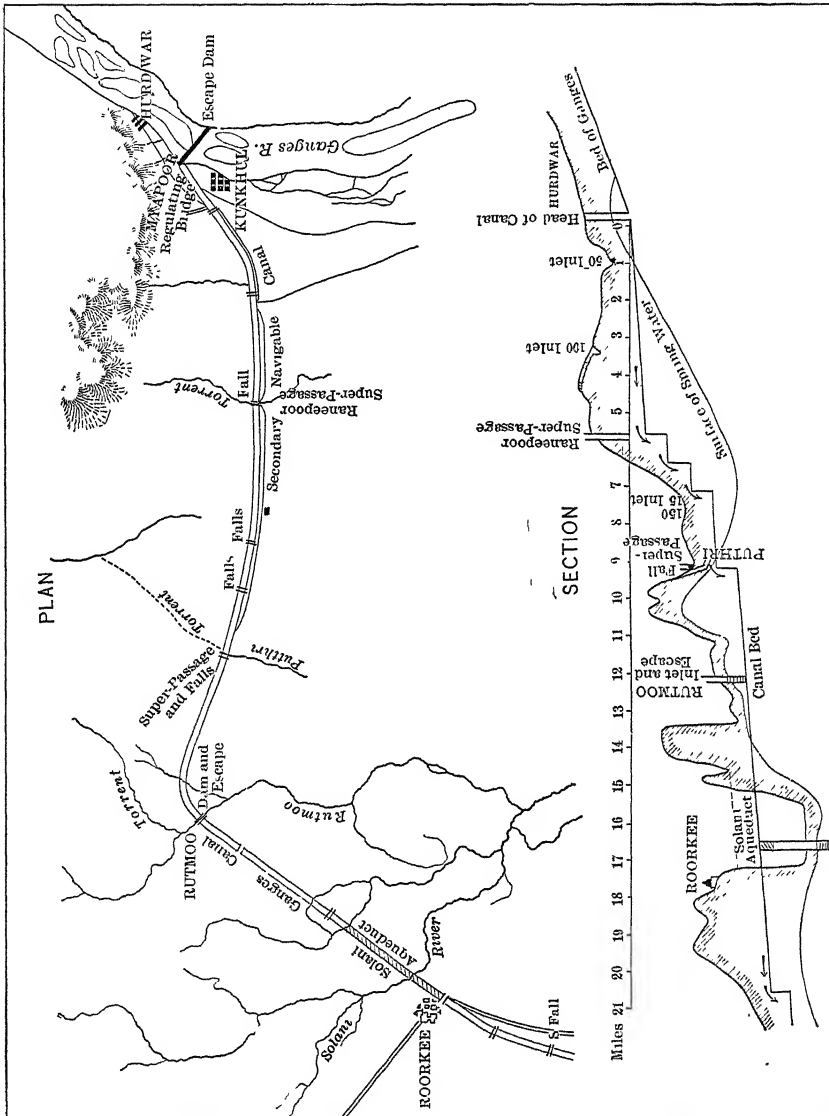 PLAN
HURDWAR
Escape Dam
MYAPOOR
Regulating
Bridge
KUNKHUL
Ganges R.
Canal
Torrent
Fall
Navigable
Raneepoor
Super-Passage
Secondary
Falls
Falls
Torrent
Super-Passage
and Falls
Puthri
Torrent
Dam and
Escape
RUTMOO
Rutmoo
Canal
Ganges
Solani
Aqueduct
River
Solani
ROORKEE
S Fall
SECTION
Bed of Ganges
HURDWAR
Head of Canal
50' Inlet
100 Inlet
Surface of Spring Water
Raneepoor
Super-Passage
150
15 Inlet
PUTHRI
Super-
Passage
Fall
RUTMOO
Inlet and
Escape
Canal Bed
Solani
Aqueduct
ROORKEE
Miles 21 20 19 18 17 16 15 14 13 12 11 10 9 8 7 5 4 3 2 1 0